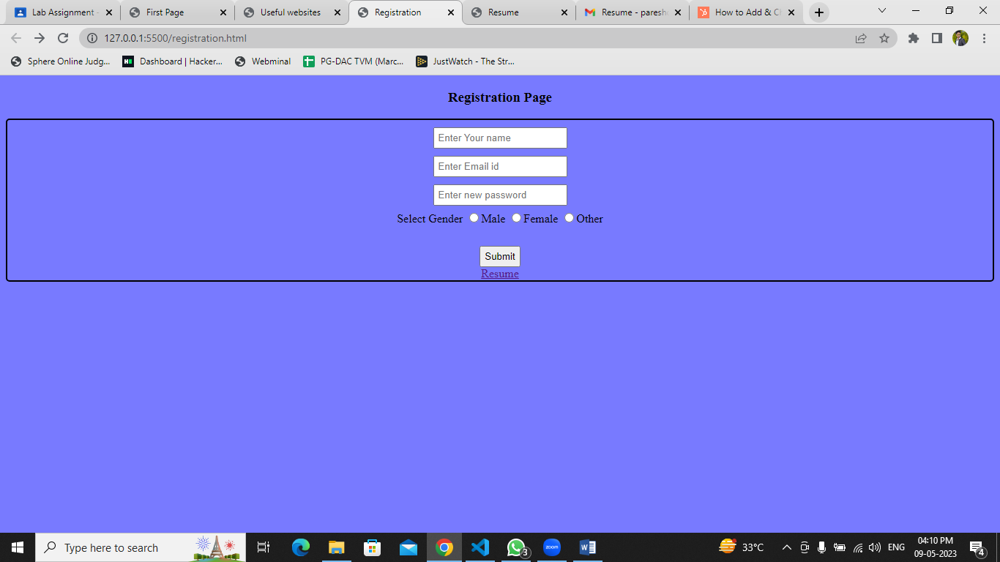 Lab Assignment -
First Page
Useful websites
Registration
Resume
Resume - paresh
How to Add & C
127.0.0.1:5500/registration.html
Sphere Online Judg...
Dashboard | Hacker...
Webminal
PG-DAC TVM (Marc...
JustWatch - The Str...
Registration Page
Enter Your name
Enter Email id
Enter new password
Select Gender Male Female Other
Submit
Resume
Type here to search
zoom
3
33°C
ENG
04:10 PM
09-05-2023
4